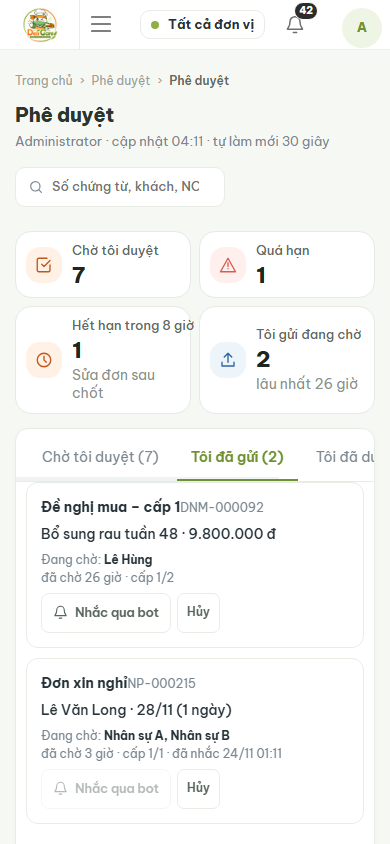 Tất cả đơn vị
42
A
Trang chủ › Phê duyệt › Phê duyệt
Phê duyệt
Administrator · cập nhật 04:11 · tự làm mới 30 giây
Số chứng từ, khách, NC
Chờ tôi duyệt
7
Quá hạn
1
Hết hạn trong 8 giờ
1
Sửa đơn sau chốt
Tôi gửi đang chờ
2
lâu nhất 26 giờ
Chờ tôi duyệt (7)
Tôi đã gửi (2)
Tôi đã du
Đề nghị mua – cấp 1DNM-000092
Bổ sung rau tuần 48 · 9.800.000 đ
Đang chờ: Lê Hùng
đã chờ 26 giờ · cấp 1/2
Nhắc qua bot
Hủy
Đơn xin nghỉNP-000215
Lê Văn Long · 28/11 (1 ngày)
Đang chờ: Nhân sự A, Nhân sự B
đã chờ 3 giờ · cấp 1/1 · đã nhắc 24/11 01:11
Nhắc qua bot
Hủy